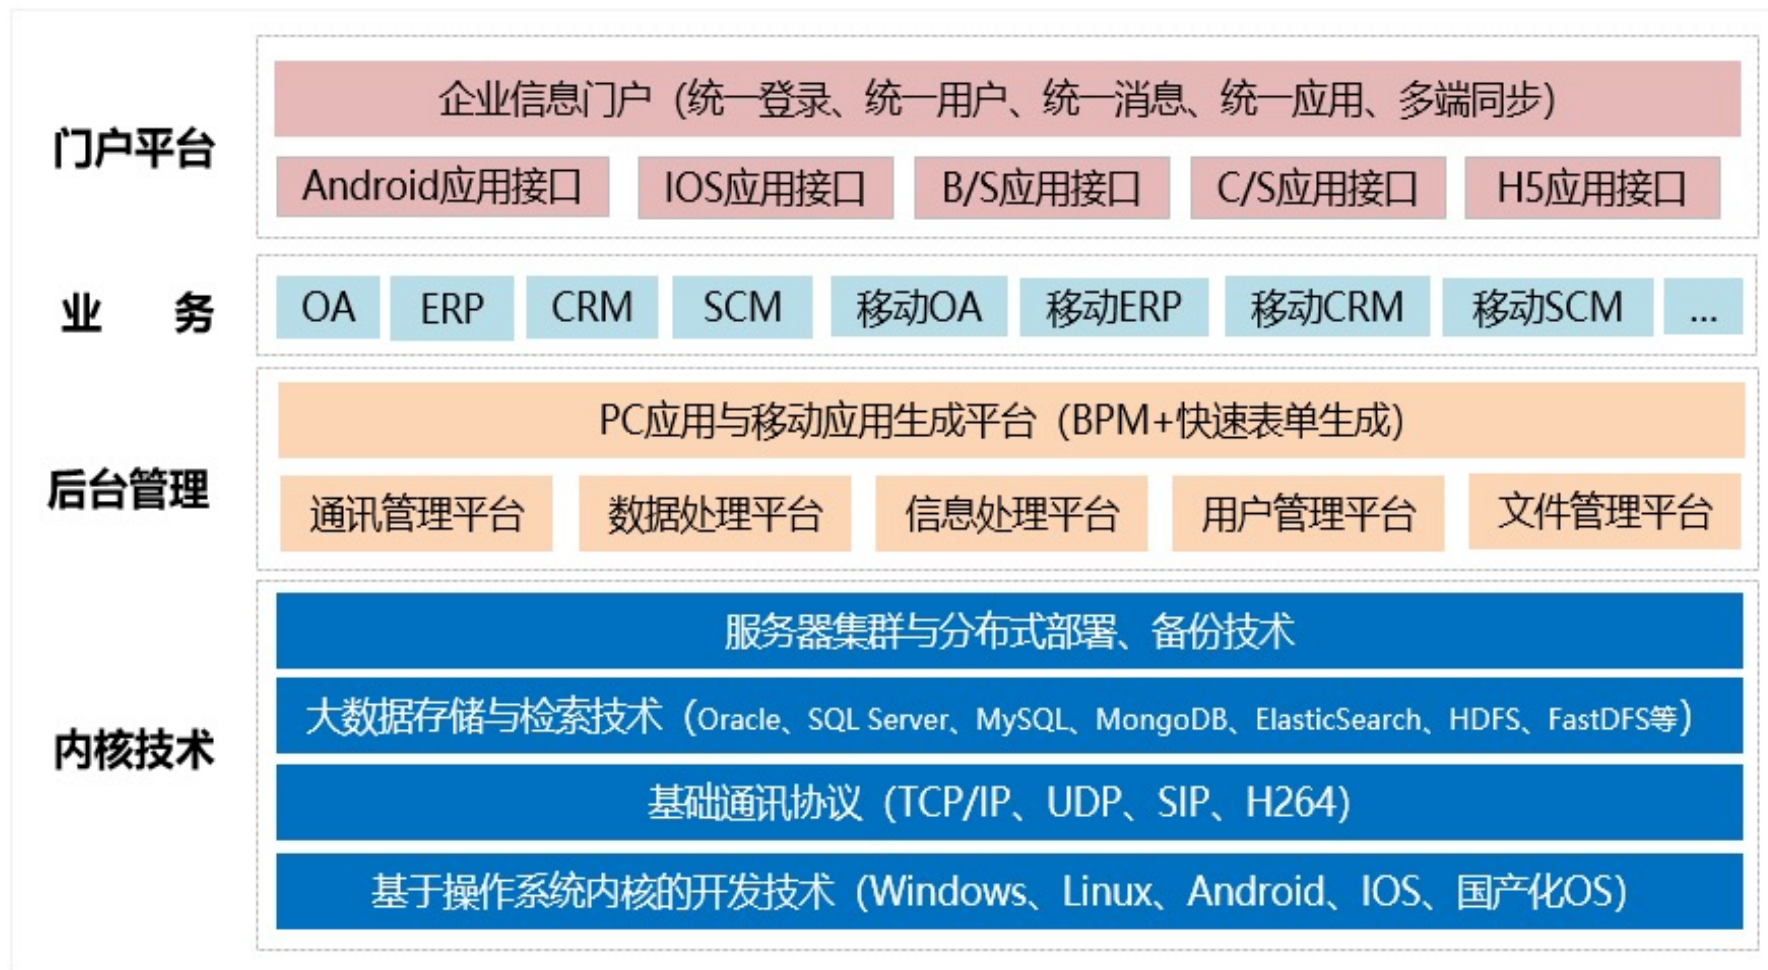 门户平台
企业信息门户（统一登录、统一用户、统一消息、统一应用、多端同步）
Android应用接口 IOS应用接口 B/S应用接口 C/S应用接口 H5应用接口
业 务
OA ERP CRM SCM 移动OA 移动ERP 移动CRM 移动SCM ...
后台管理
PC应用与移动应用生成平台（BPM+快速表单生成）
通讯管理平台 数据处理平台 信息处理平台 用户管理平台 文件管理平台
内核技术
服务器集群与分布式部署、备份技术
大数据存储与检索技术（Oracle、SQL Server、MySQL、MongoDB、ElasticSearch、HDFS、FastDFS等）
基础通讯协议（TCP/IP、UDP、SIP、H264）
基于操作系统内核的开发技术（Windows、Linux、Android、IOS、国产化OS）